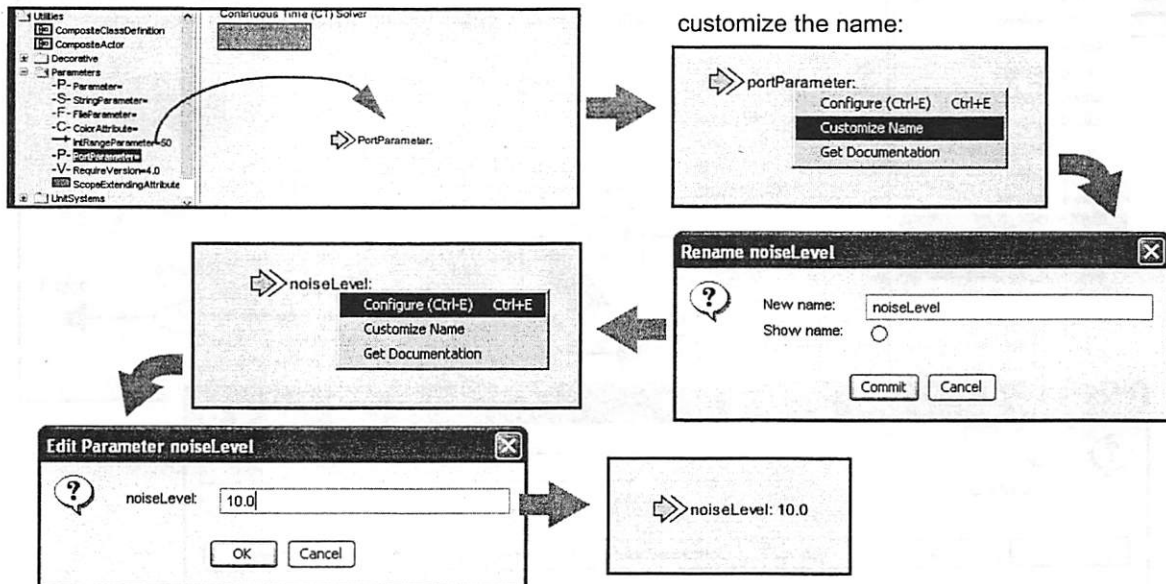 Utilities
CompositeClassDefinition
CompositeActor
Decorative
Parameters
-P- Parameter=
-S- StringParameter=
-F- FileParameter=
-C- ColorAttribute=
IntRangeParameter=50
-P- PortParameter=
-V- RequireVersion=4.0
ScopeExtendingAttribute
UnitSystems
Continuous Time (CT) Solver
PortParameter:
customize the name:
portParameter:
Configure (Ctrl-E) Ctrl+E
Customize Name
Get Documentation
Rename noiseLevel
New name: noiseLevel
Show name:
Commit Cancel
noiseLevel:
Configure (Ctrl-E) Ctrl+E
Customize Name
Get Documentation
Edit Parameter noiseLevel
noiseLevel: 10.0
OK Cancel
noiseLevel: 10.0